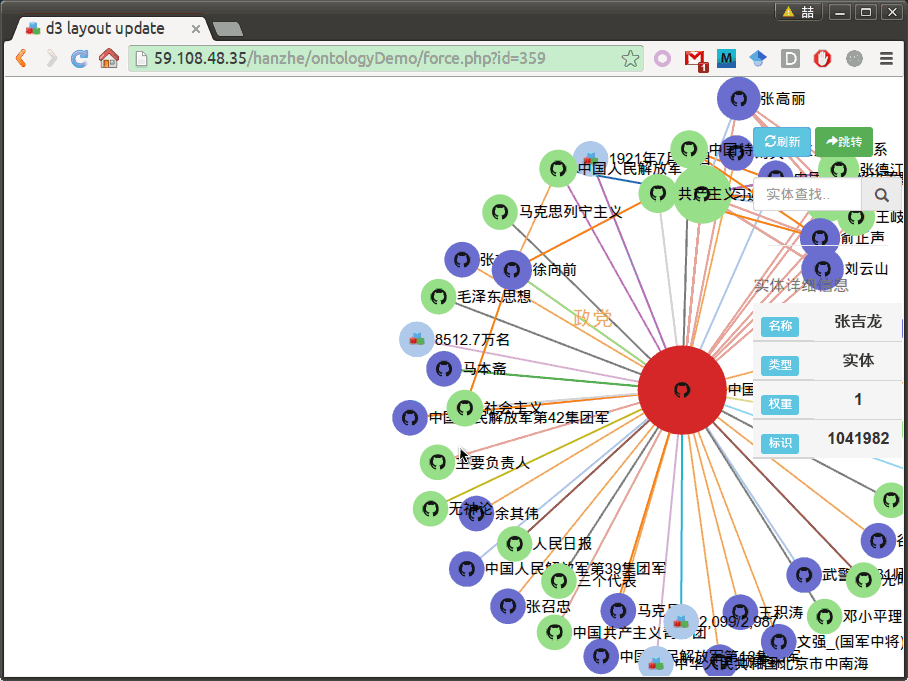 喆
d3 layout update
59.108.48.35/hanzhe/ontologyDemo/force.php?id=359
M
D
1
张高丽
刷新
跳转
系
1921年7月
中国特
中国人民解放军
张德江
共产主义
习近
实体查找..
马克思列宁主义
王岐
俞正声
张
徐向前
刘云山
实体详细信息
毛泽东思想
政党
名称
张吉龙
8512.7万名
类型
实体
马本斋
中国
权重
1
社会主义
中国人民解放军第42集团军
标识
1041982
主要负责人
无神论
余其伟
人民日报
中国人民解放军第39集团军
三个代表
武警
张召忠
马克思
王积涛
邓小平理
2,099/2,987
中国共产主义青年团
文强_(国军中将)
中国人民解放军第13集团军
中华人民共和国北京市中南海